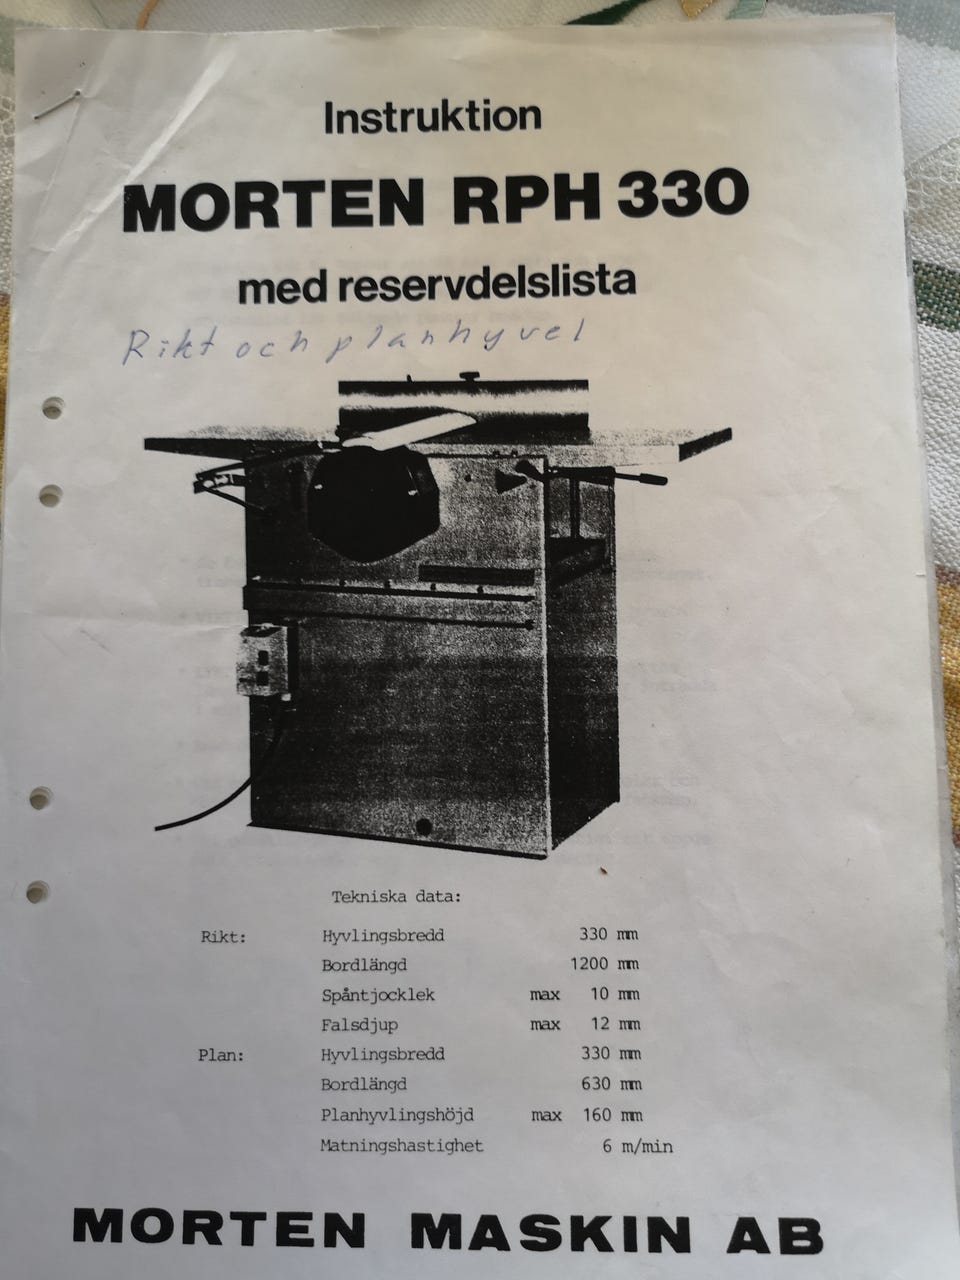 Instruktion
MORTEN RPH 330
med reservdelslista
Rikt och planhyvel
Tekniska data:
Rikt: Hyvlingsbredd 330 mm
Bordlängd 1200 mm
Spåntjocklek max 10 mm
Falsdjup max 12 mm
Plan: Hyvlingsbredd 330 mm
Bordlängd 630 mm
Planhyvlingshöjd max 160 mm
Matningshastighet 6 m/min
MORTEN MASKIN AB